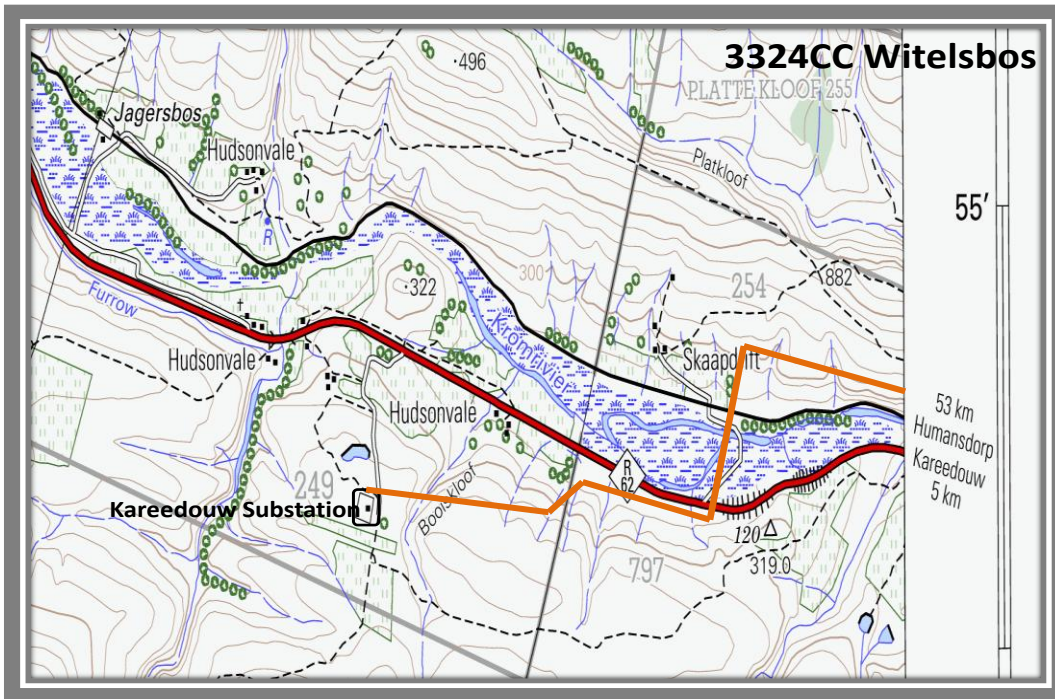 3324CC Witelsbos
·496
PLATTE KLOOF 255
Jagersbos
Hudsonvale
Platkloof
55′
R
300
254
882
·322
Furrow
Kromrivier
Hudsonvale
Skaapdrift
Hudsonvale
53 km
Humansdorp
Kareedouw
5 km
R
62
249
Kareedouw Substation
Boolskloof
120
319.0
797